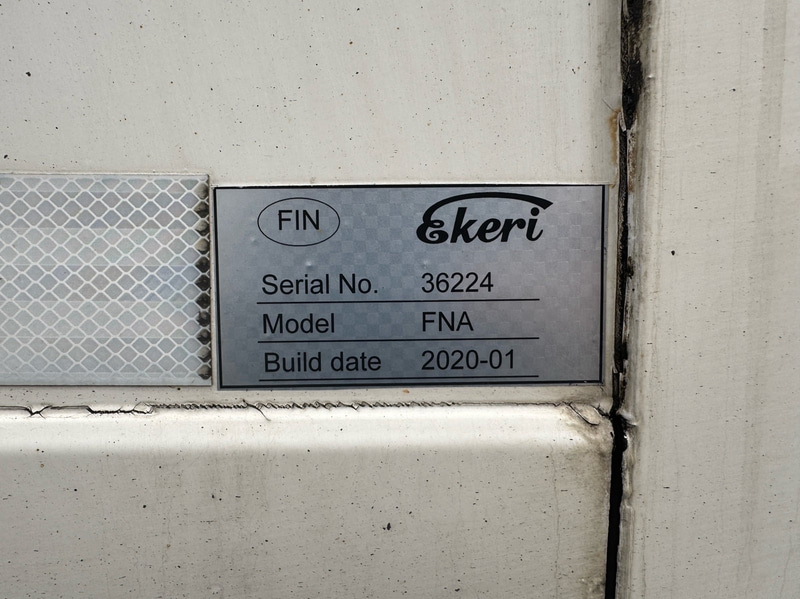 FIN Ekeri
Serial No. 36224
Model FNA
Build date 2020-01